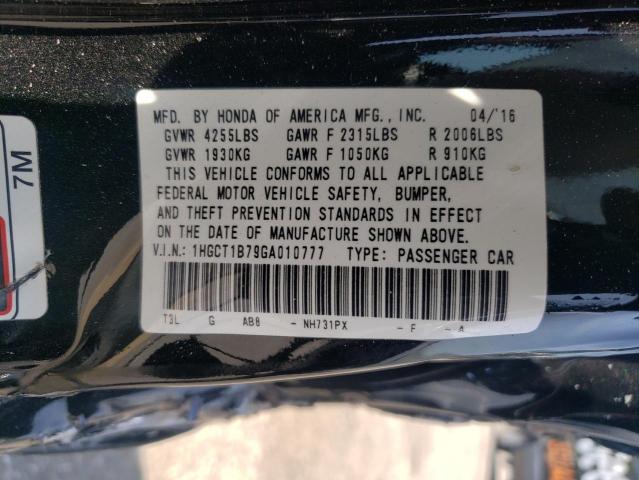 MFD. BY HONDA OF AMERICA MFG., INC. 04/'16
GVWR 4255LBS GAWR F 2315LBS R 2006LBS
GVWR 1930KG GAWR F 1050KG R 910KG
THIS VEHICLE CONFORMS TO ALL APPLICABLE
FEDERAL MOTOR VEHICLE SAFETY, BUMPER,
AND THEFT PREVENTION STANDARDS IN EFFECT
ON THE DATE OF MANUFACTURE SHOWN ABOVE.
V.I.N.: 1HGCT1B79GA010777 TYPE: PASSENGER CAR
T3L G AB8 - NH731PX - F - A
7M